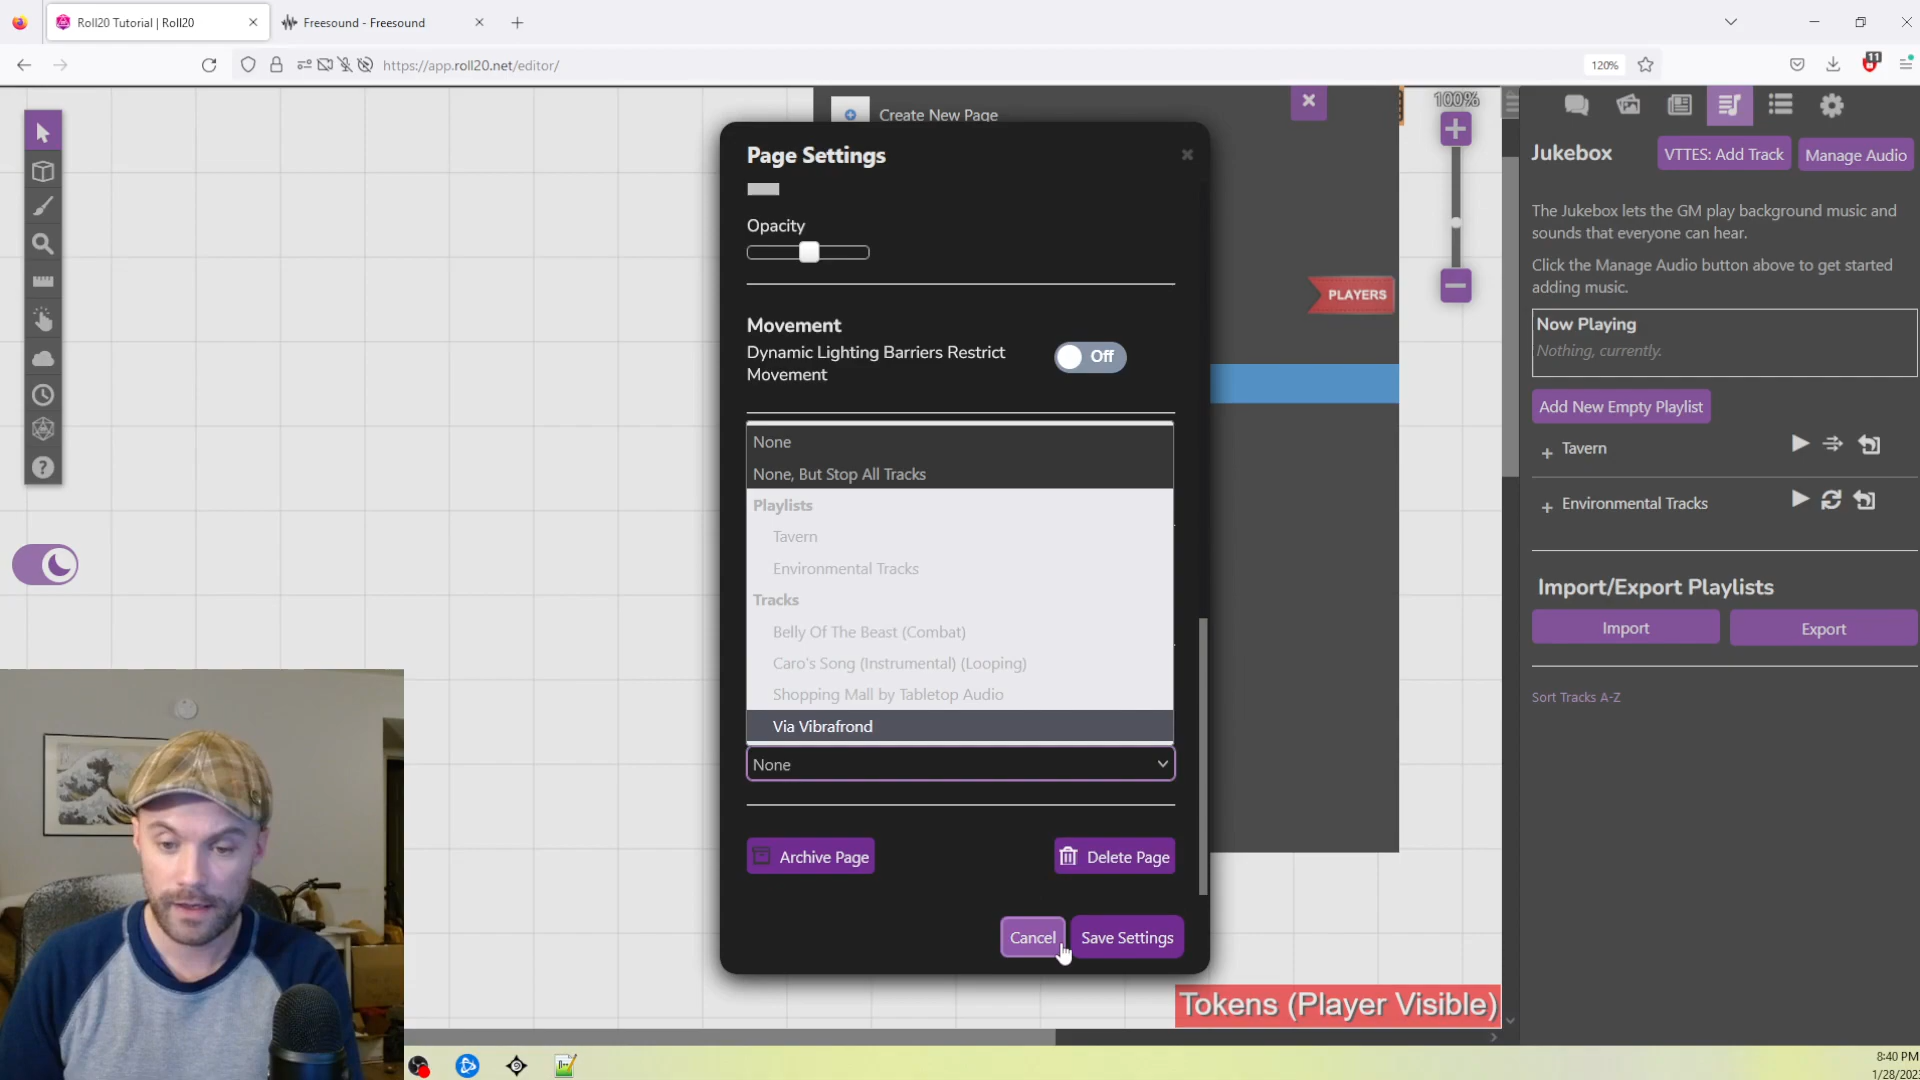 Roll20 Tutorial | Roll20
Freesound - Freesound
https://app.roll20.net/editor/
120%
11
Create New Page
100%
Page Settings
Opacity
Movement
Dynamic Lighting Barriers Restrict
Movement
Off
None
None, But Stop All Tracks
Playlists
Tavern
Environmental Tracks
Tracks
Belly Of The Beast (Combat)
Caro's Song (Instrumental) (Looping)
Shopping Mall by Tabletop Audio
Via Vibrafrond
None
Archive Page
Delete Page
Cancel
Save Settings
PLAYERS
Jukebox
VTTES: Add Track
Manage Audio
The Jukebox lets the GM play background music and
sounds that everyone can hear.
Click the Manage Audio button above to get started
adding music.
Now Playing
Nothing, currently.
Add New Empty Playlist
+ Tavern
+ Environmental Tracks
Import/Export Playlists
Import
Export
Sort Tracks A-Z
Tokens (Player Visible)
8:40 PM